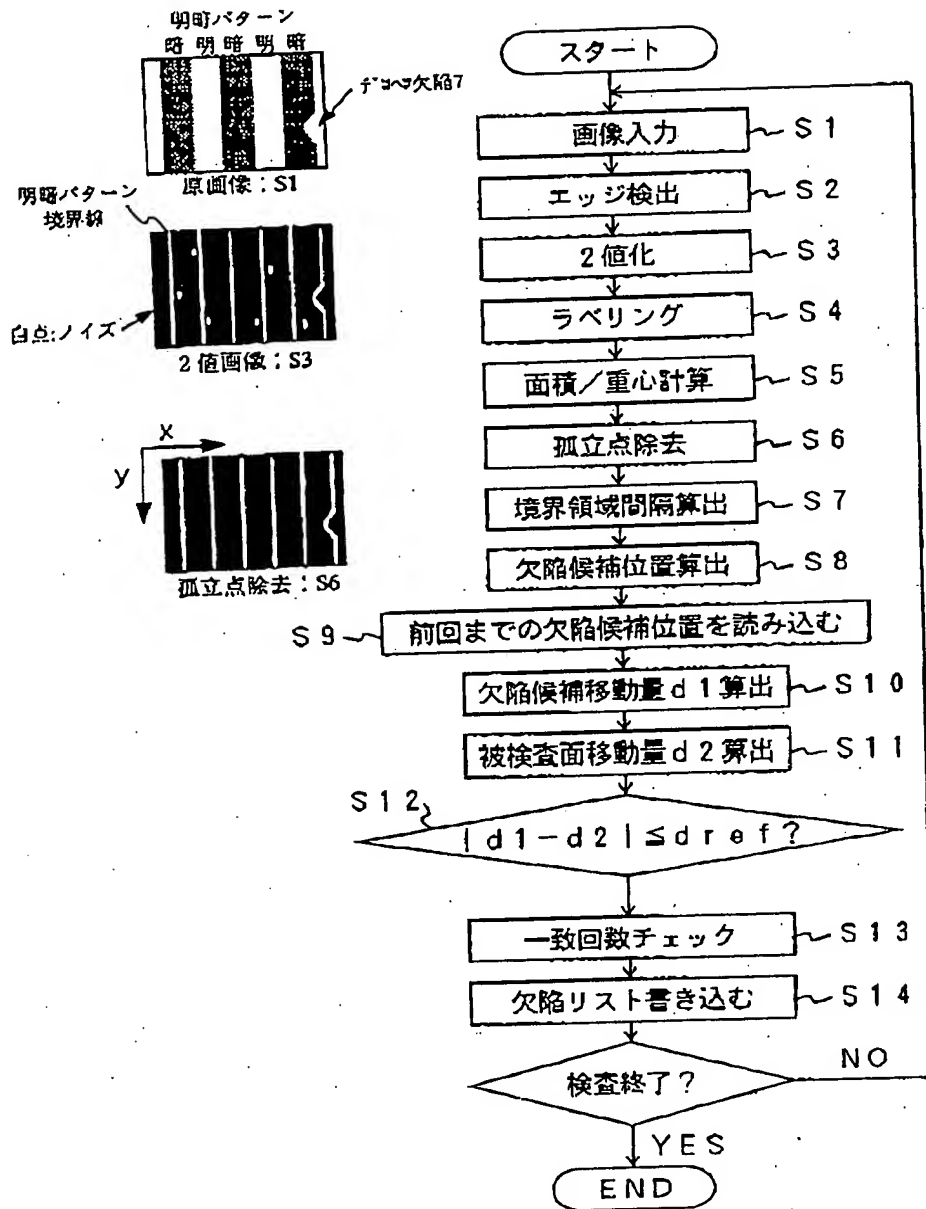 明暗パターン
暗 明 暗 明 暗
デコヘコ欠陥7
原画像:S1
明暗パターン
境界線
白点:ノイズ
2値画像:S3
X
y
孤立点除去:S6
スタート
画像入力 S1
エッジ検出 S2
2値化 S3
ラベリング S4
面積/重心計算 S5
孤立点除去 S6
境界領域間隔算出 S7
欠陥候補位置算出 S8
S9 前回までの欠陥候補位置を読み込む
欠陥候補移動量d1算出 S10
被検査面移動量d2算出 S11
S12
|d1-d2|≦dref?
一致回数チェック S13
欠陥リスト書き込む S14
検査終了?
NO
YES
END